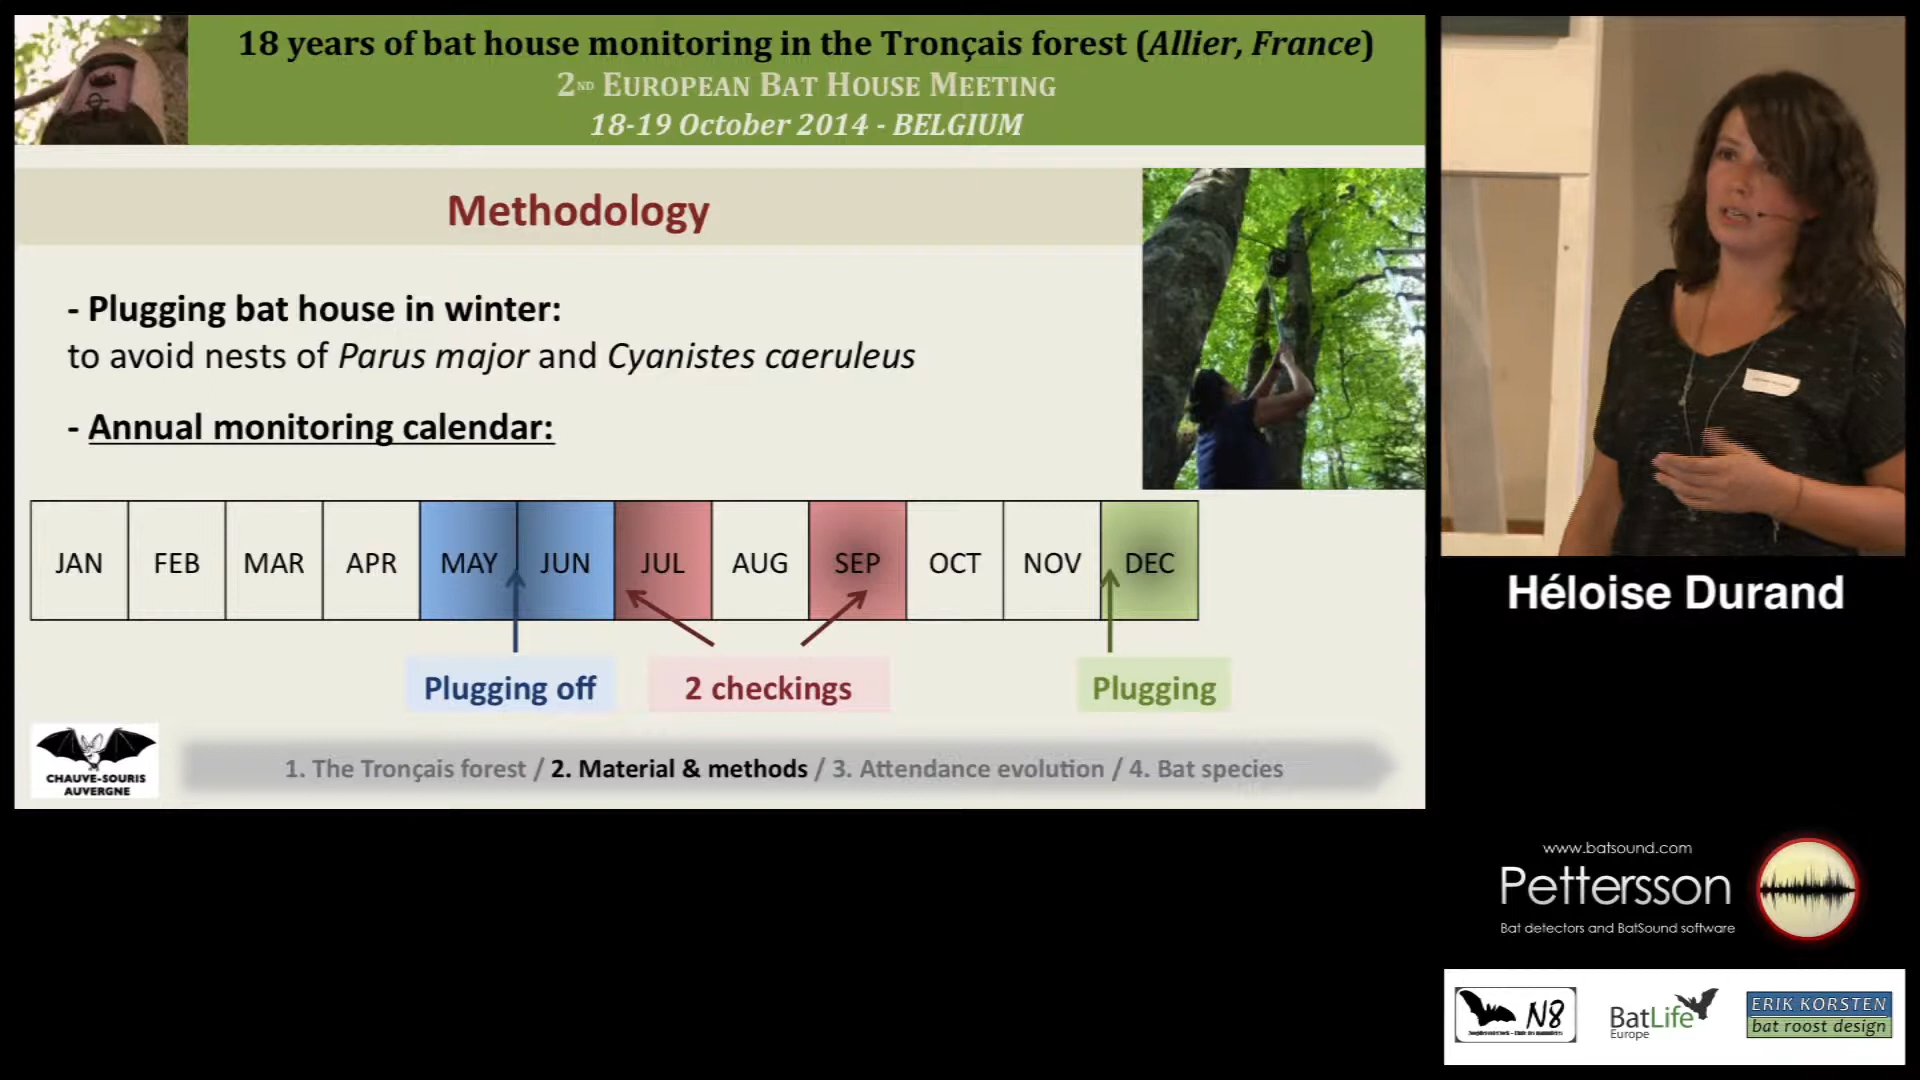 18 years of bat house monitoring in the Tronçais forest (Allier, France)
2ND EUROPEAN BAT HOUSE MEETING
18-19 October 2014 - BELGIUM
Methodology
- Plugging bat house in winter:
to avoid nests of Parus major and Cyanistes caeruleus
- Annual monitoring calendar:
JAN FEB MAR APR MAY JUN JUL AUG SEP OCT NOV DEC
Plugging off
2 checkings
Plugging
CHAUVE-SOURIS
AUVERGNE
1. The Tronçais forest / 2. Material & methods / 3. Attendance evolution / 4. Bat species
Héloise Durand
www.batsound.com
Pettersson
Bat detectors and BatSound software
N8
BatLife
Europe
ERIK KORSTEN
bat roost design